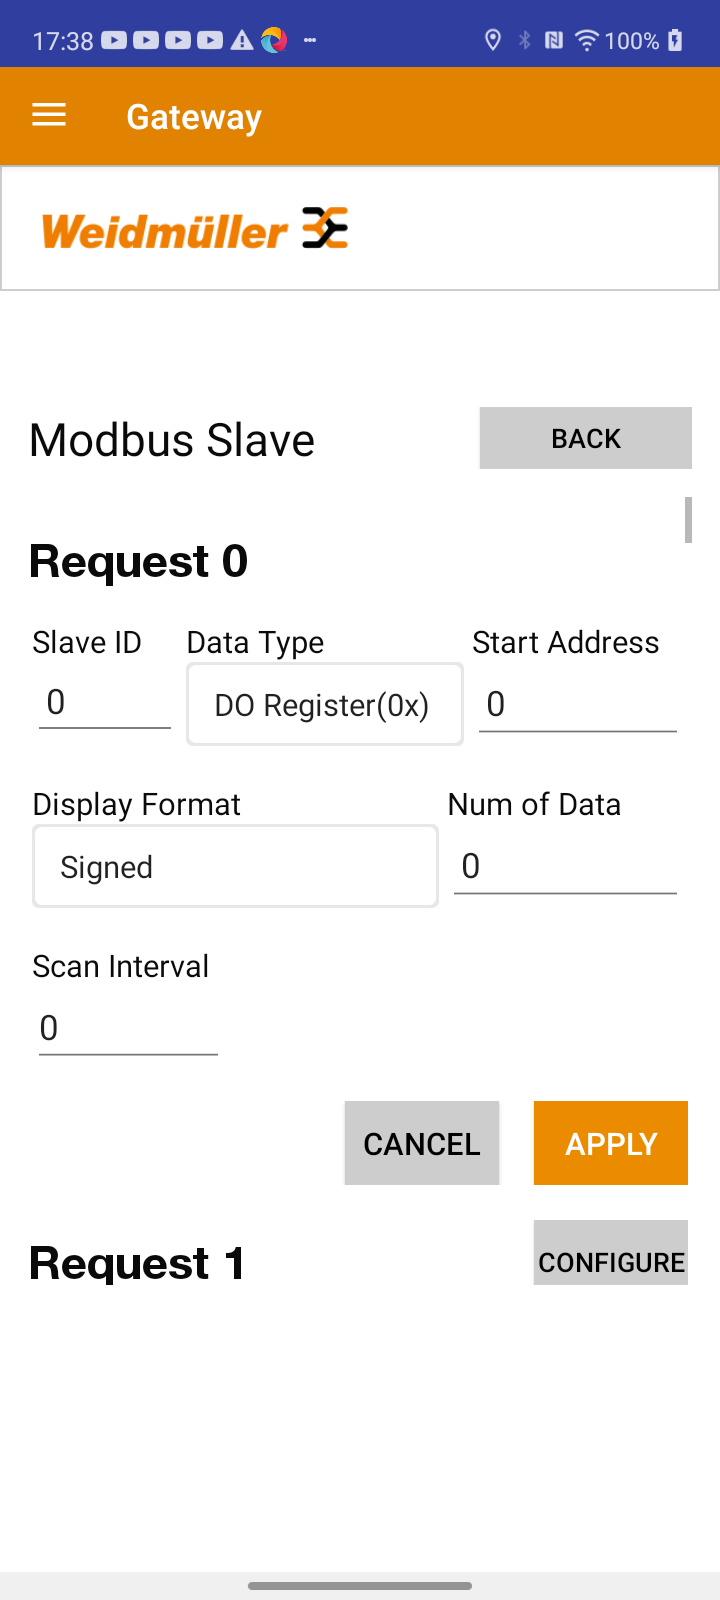 17:38 100%
Gateway
Weidmüller
Modbus Slave BACK
Request 0
Slave ID Data Type Start Address
0 DO Register(0x) 0
Display Format Num of Data
Signed 0
Scan Interval
0
CANCEL APPLY
Request 1 CONFIGURE